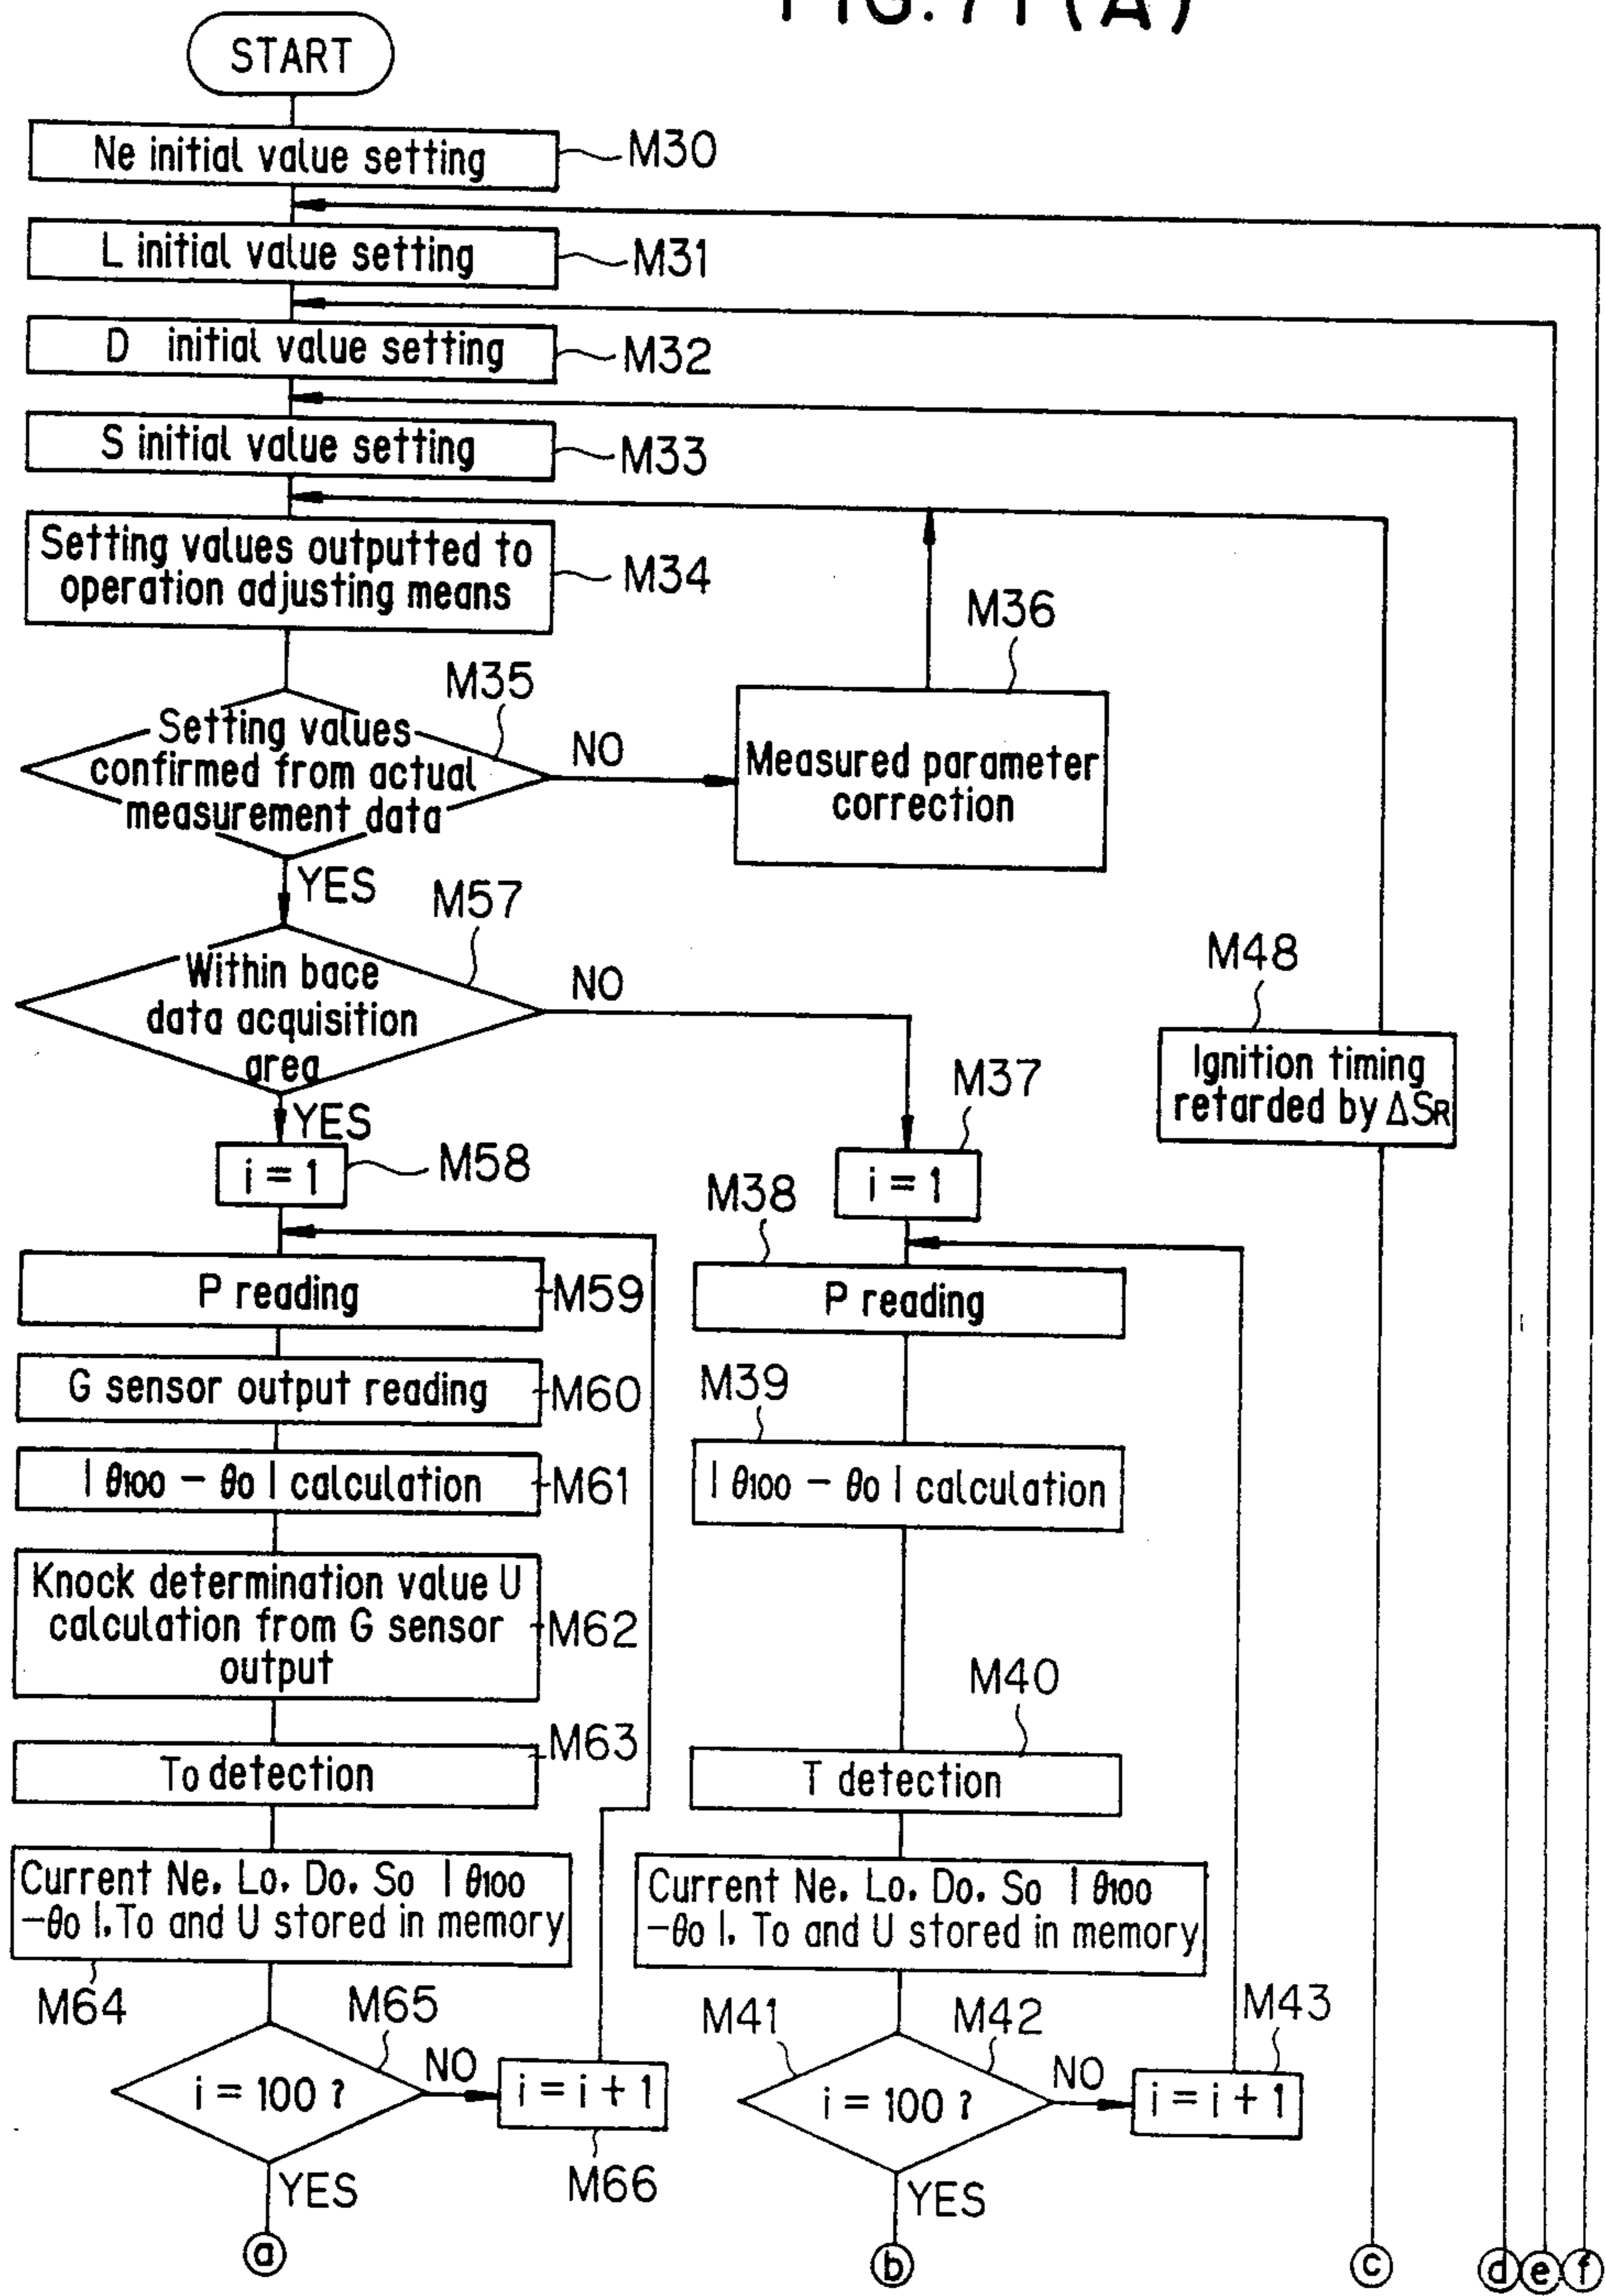 FIG. 71 (A)
START
Ne initial value setting
M30
L initial value setting
M31
D initial value setting
M32
S initial value setting
M33
Setting values outputted to
operation adjusting means
M34
M35
Setting values
confirmed from actual
measurement data
NO
M36
Measured parameter
correction
YES
M57
Within bace
data acquisition
area
NO
M48
Ignition timing
retarded by ΔSR
YES
i = 1
M58
M37
i = 1
M38
P reading
M59
P reading
G sensor output reading
M60
M39
| θ100 − θ0 | calculation
M61
| θ100 − θ0 | calculation
Knock determination value U
calculation from G sensor
output
M62
M40
To detection
M63
T detection
Current Ne, Lo, Do, So | θ100
−θ0 |, To and U stored in memory
M64
Current Ne, Lo, Do, So | θ100
−θ0 |, To and U stored in memory
M65
i = 100 ?
NO
i = i + 1
M66
YES
M41
M42
i = 100 ?
NO
M43
i = i + 1
YES
a
b
c
d
e
f